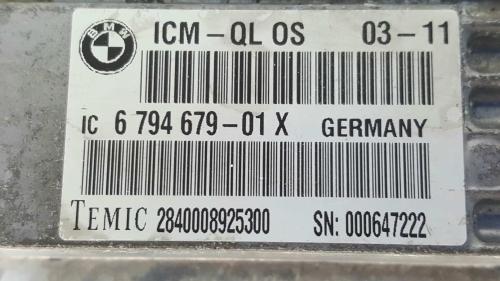 BMW ICM - QL OS 03 - 11
IC 6 794 679 - 01 X GERMANY
TEMIC 2840008925300 SN: 000647222